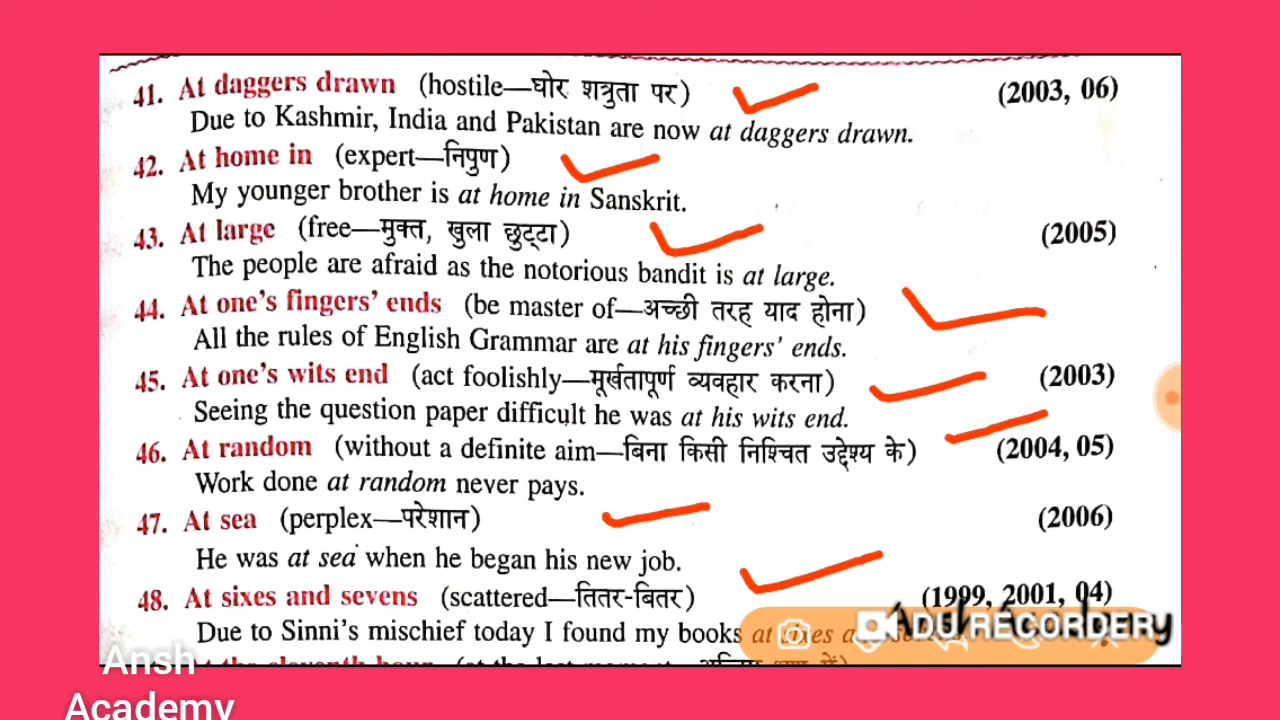 41. At daggers drawn (hostile—घोर शत्रुता पर) (2003, 06)
Due to Kashmir, India and Pakistan are now at daggers drawn.
42. At home in (expert—निपुण)
My younger brother is at home in Sanskrit.
43. At large (free—मुक्त, खुला छुट्टा) (2005)
The people are afraid as the notorious bandit is at large.
44. At one's fingers' ends (be master of—अच्छी तरह याद होना)
All the rules of English Grammar are at his fingers' ends.
45. At one's wits end (act foolishly—मूर्खतापूर्ण व्यवहार करना) (2003)
Seeing the question paper difficult he was at his wits end.
46. At random (without a definite aim—बिना किसी निश्चित उद्देश्य के) (2004, 05)
Work done at random never pays.
47. At sea (perplex—परेशान) (2006)
He was at sea when he began his new job.
48. At sixes and sevens (scattered—तितर-बितर) (1999, 2001, 04)
Due to Sinni's mischief today I found my books at sixes
DU RECORDER
Ansh
Academy